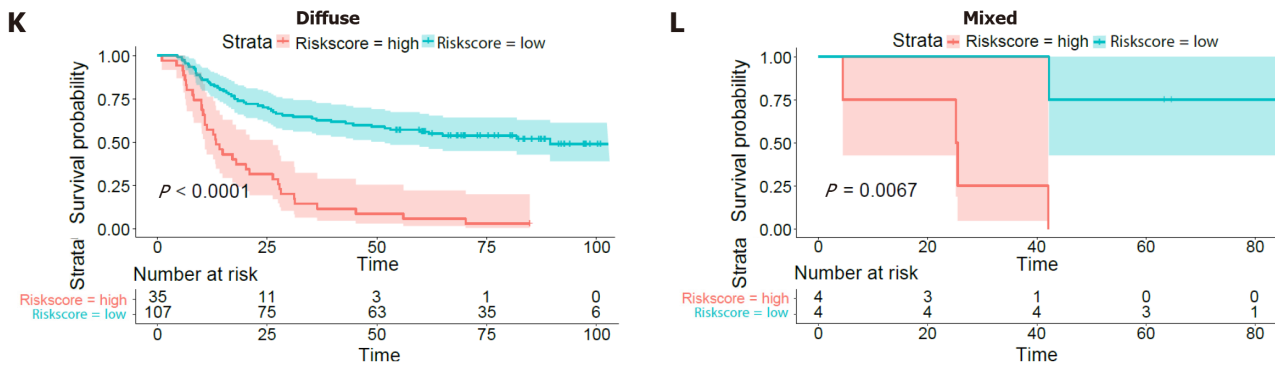 K
Diffuse
Strata Riskscore = high Riskscore = low
Survival probability
1.00
0.75
0.50
0.25
0.00
P < 0.0001
0 25 50 75 100
Time
Strata
Number at risk
Riskscore = high 35 11 3 1 0
Riskscore = low 107 75 63 35 6
0 25 50 75 100
Time
L
Mixed
Strata Riskscore = high Riskscore = low
Survival probability
1.00
0.75
0.50
0.25
0.00
P = 0.0067
0 20 40 60 80
Time
Strata
Number at risk
Riskscore = high 4 3 1 0 0
Riskscore = low 4 4 4 3 1
0 20 40 60 80
Time